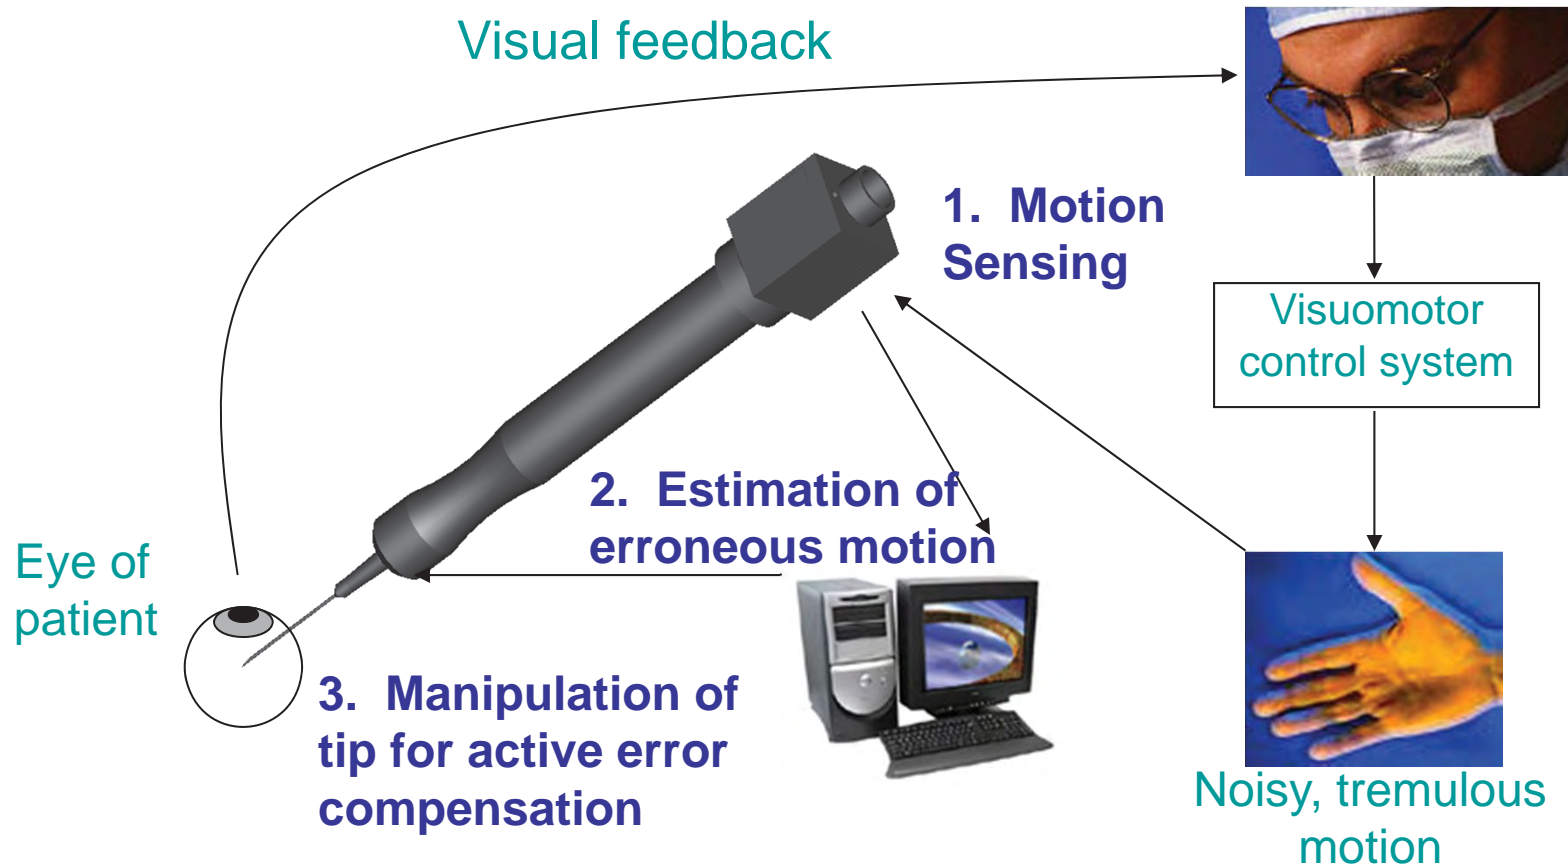 Visual feedback
1. Motion
Sensing
Visuomotor
control system
2. Estimation of
erroneous motion
Eye of
patient
3. Manipulation of
tip for active error
compensation
Noisy, tremulous
motion